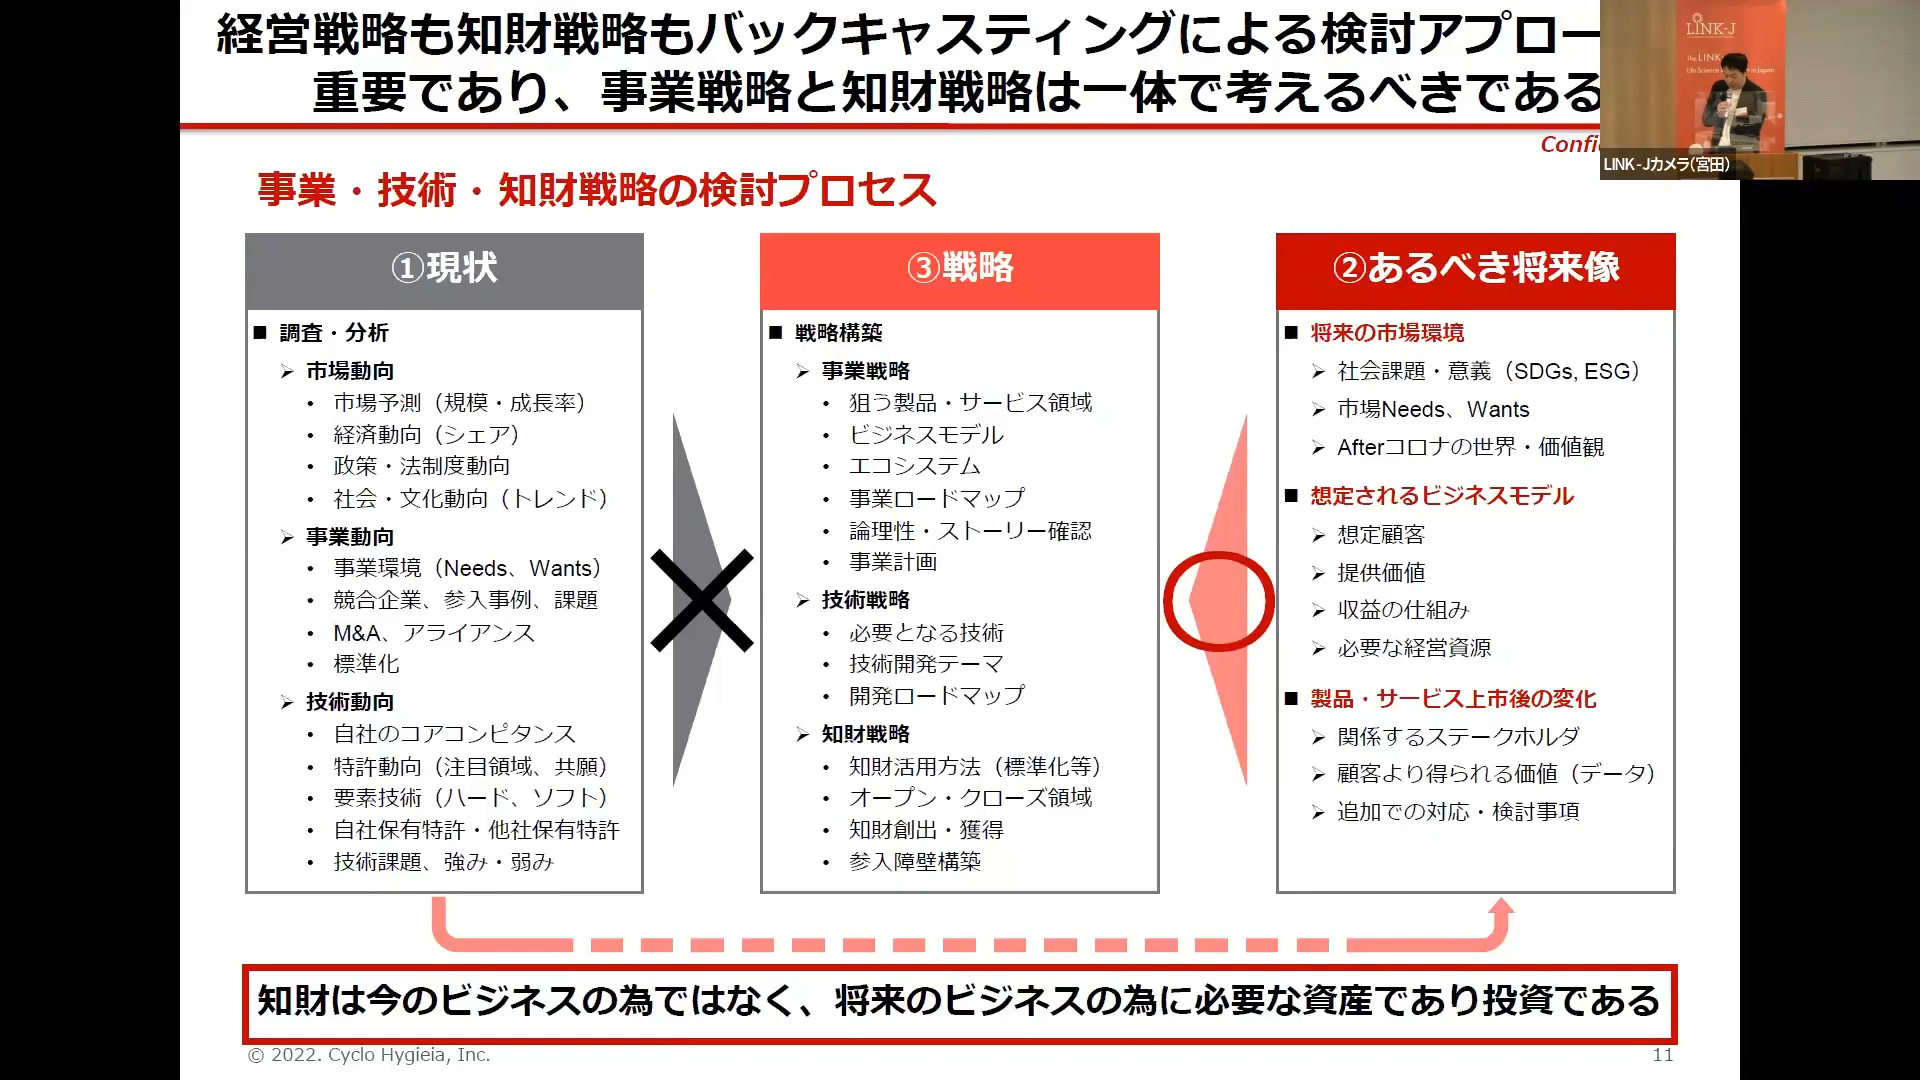 経営戦略も知財戦略もバックキャスティングによる検討アプロー
重要であり、事業戦略と知財戦略は一体で考えるべきである
Confi
LINK-J
The LINK
LINK-Jカメラ(宮田)
事業・技術・知財戦略の検討プロセス
①現状
■ 調査・分析
➢ 市場動向
• 市場予測（規模・成長率）
• 経済動向（シェア）
• 政策・法制度動向
• 社会・文化動向（トレンド）
➢ 事業動向
• 事業環境（Needs、Wants）
• 競合企業、参入事例、課題
• M&A、アライアンス
• 標準化
➢ 技術動向
• 自社のコアコンピタンス
• 特許動向（注目領域、共願）
• 要素技術（ハード、ソフト）
• 自社保有特許・他社保有特許
• 技術課題、強み・弱み
③戦略
■ 戦略構築
➢ 事業戦略
• 狙う製品・サービス領域
• ビジネスモデル
• エコシステム
• 事業ロードマップ
• 論理性・ストーリー確認
• 事業計画
➢ 技術戦略
• 必要となる技術
• 技術開発テーマ
• 開発ロードマップ
➢ 知財戦略
• 知財活用方法（標準化等）
• オープン・クローズ領域
• 知財創出・獲得
• 参入障壁構築
②あるべき将来像
■ 将来の市場環境
➢ 社会課題・意義（SDGs, ESG）
➢ 市場Needs、Wants
➢ Afterコロナの世界・価値観
■ 想定されるビジネスモデル
➢ 想定顧客
➢ 提供価値
➢ 収益の仕組み
➢ 必要な経営資源
■ 製品・サービス上市後の変化
➢ 関係するステークホルダ
➢ 顧客より得られる価値（データ）
➢ 追加での対応・検討事項
知財は今のビジネスの為ではなく、将来のビジネスの為に必要な資産であり投資である
© 2022. Cyclo Hygieia, Inc.
11